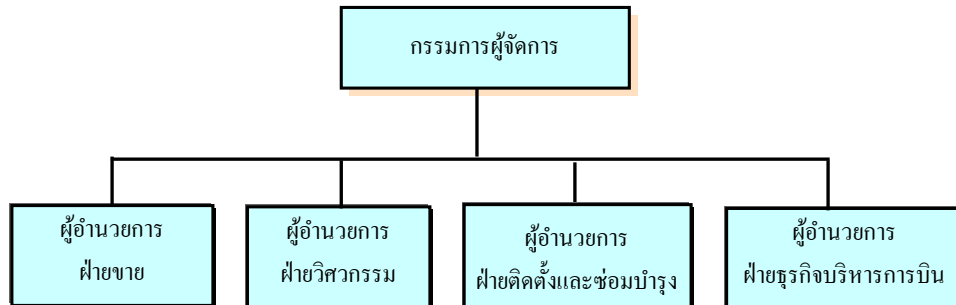 กรรมการผู้จัดการ
ผู้อำนวยการ
ฝ่ายขาย
ผู้อำนวยการ
ฝ่ายวิศวกรรม
ผู้อำนวยการ
ฝ่ายติดตั้งและซ่อมบำรุง
ผู้อำนวยการ
ฝ่ายธุรกิจบริหารการบิน